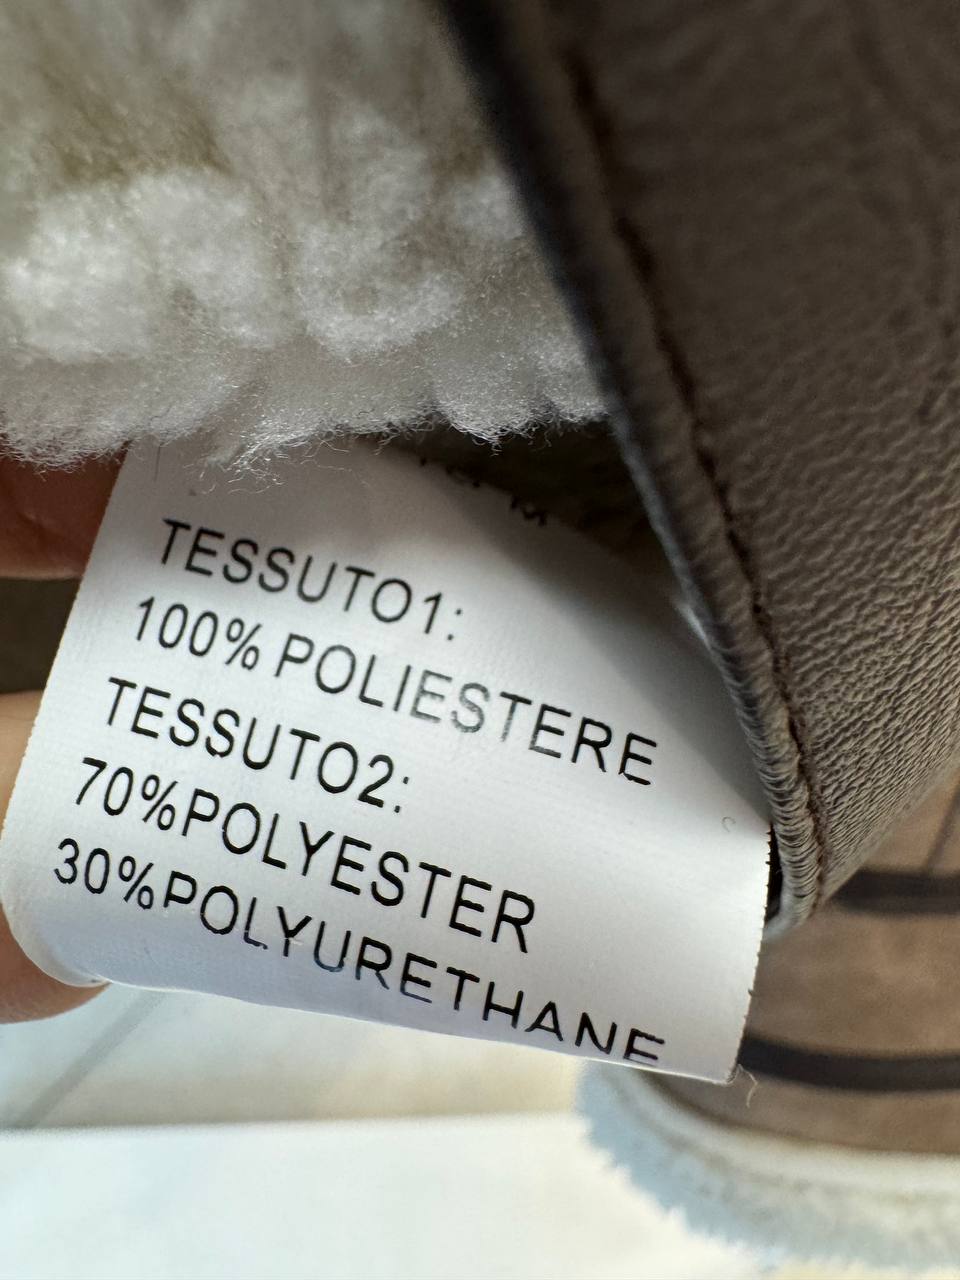 TESSUTO1:
100% POLIESTERE
TESSUTO2:
70%POLYESTER
30%POLYURETHANE